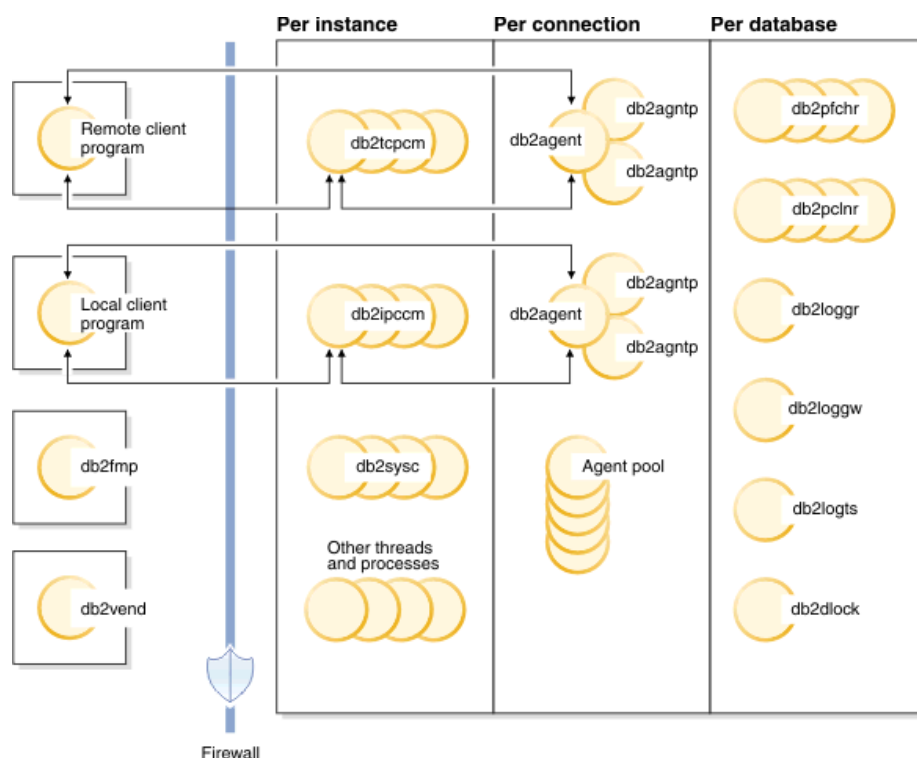 Per instance
Per connection
Per database
Remote client
program
db2tcpcm
db2agent
db2agntp
db2agntp
db2pfchr
db2pclnr
Local client
program
db2ipccm
db2agent
db2agntp
db2agntp
db2loggr
db2loggw
db2fmp
db2sysc
Agent pool
db2logts
db2vend
Other threads
and processes
db2dlock
Firewall